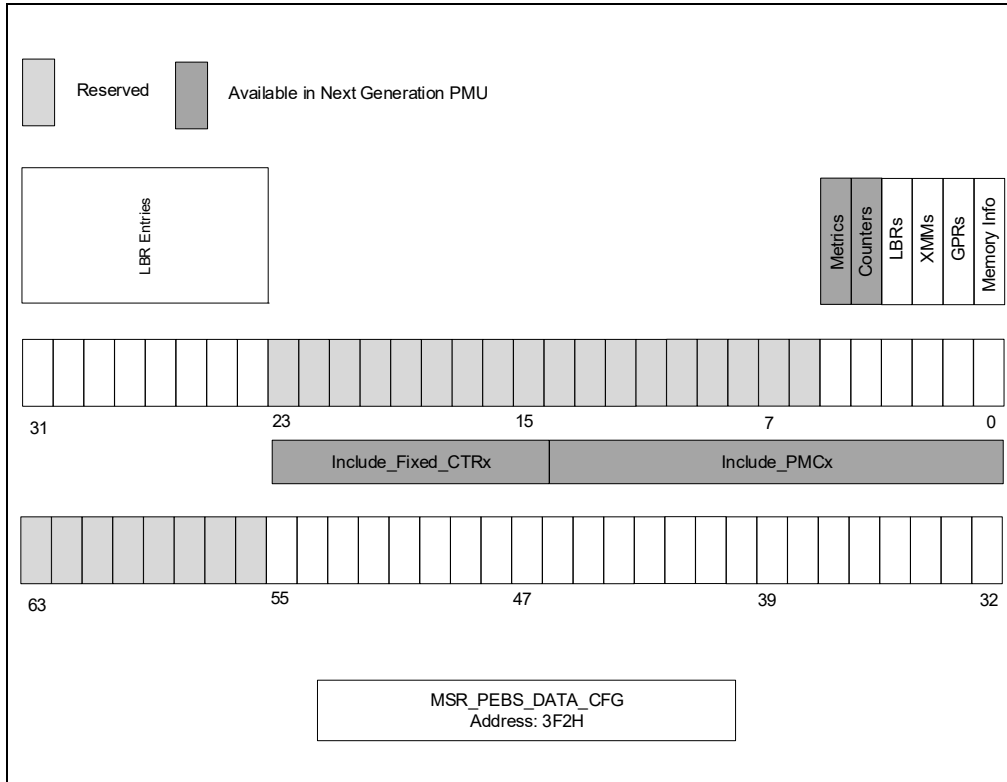 Reserved
Available in Next Generation PMU
LBR Entries
Metrics
Counters
LBRs
XMMs
GPRs
Memory Info
31 23 15 7 0
Include_Fixed_CTRx Include_PMCx
63 55 47 39 32
MSR_PEBS_DATA_CFG
Address: 3F2H